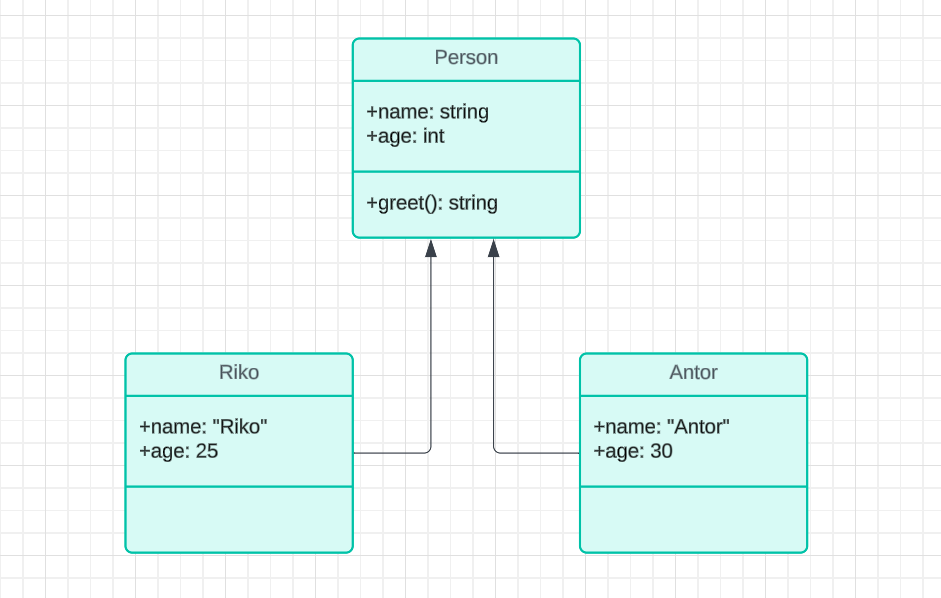 Person
+name: string
+age: int
+greet(): string
Riko
+name: "Riko"
+age: 25
Antor
+name: "Antor"
+age: 30